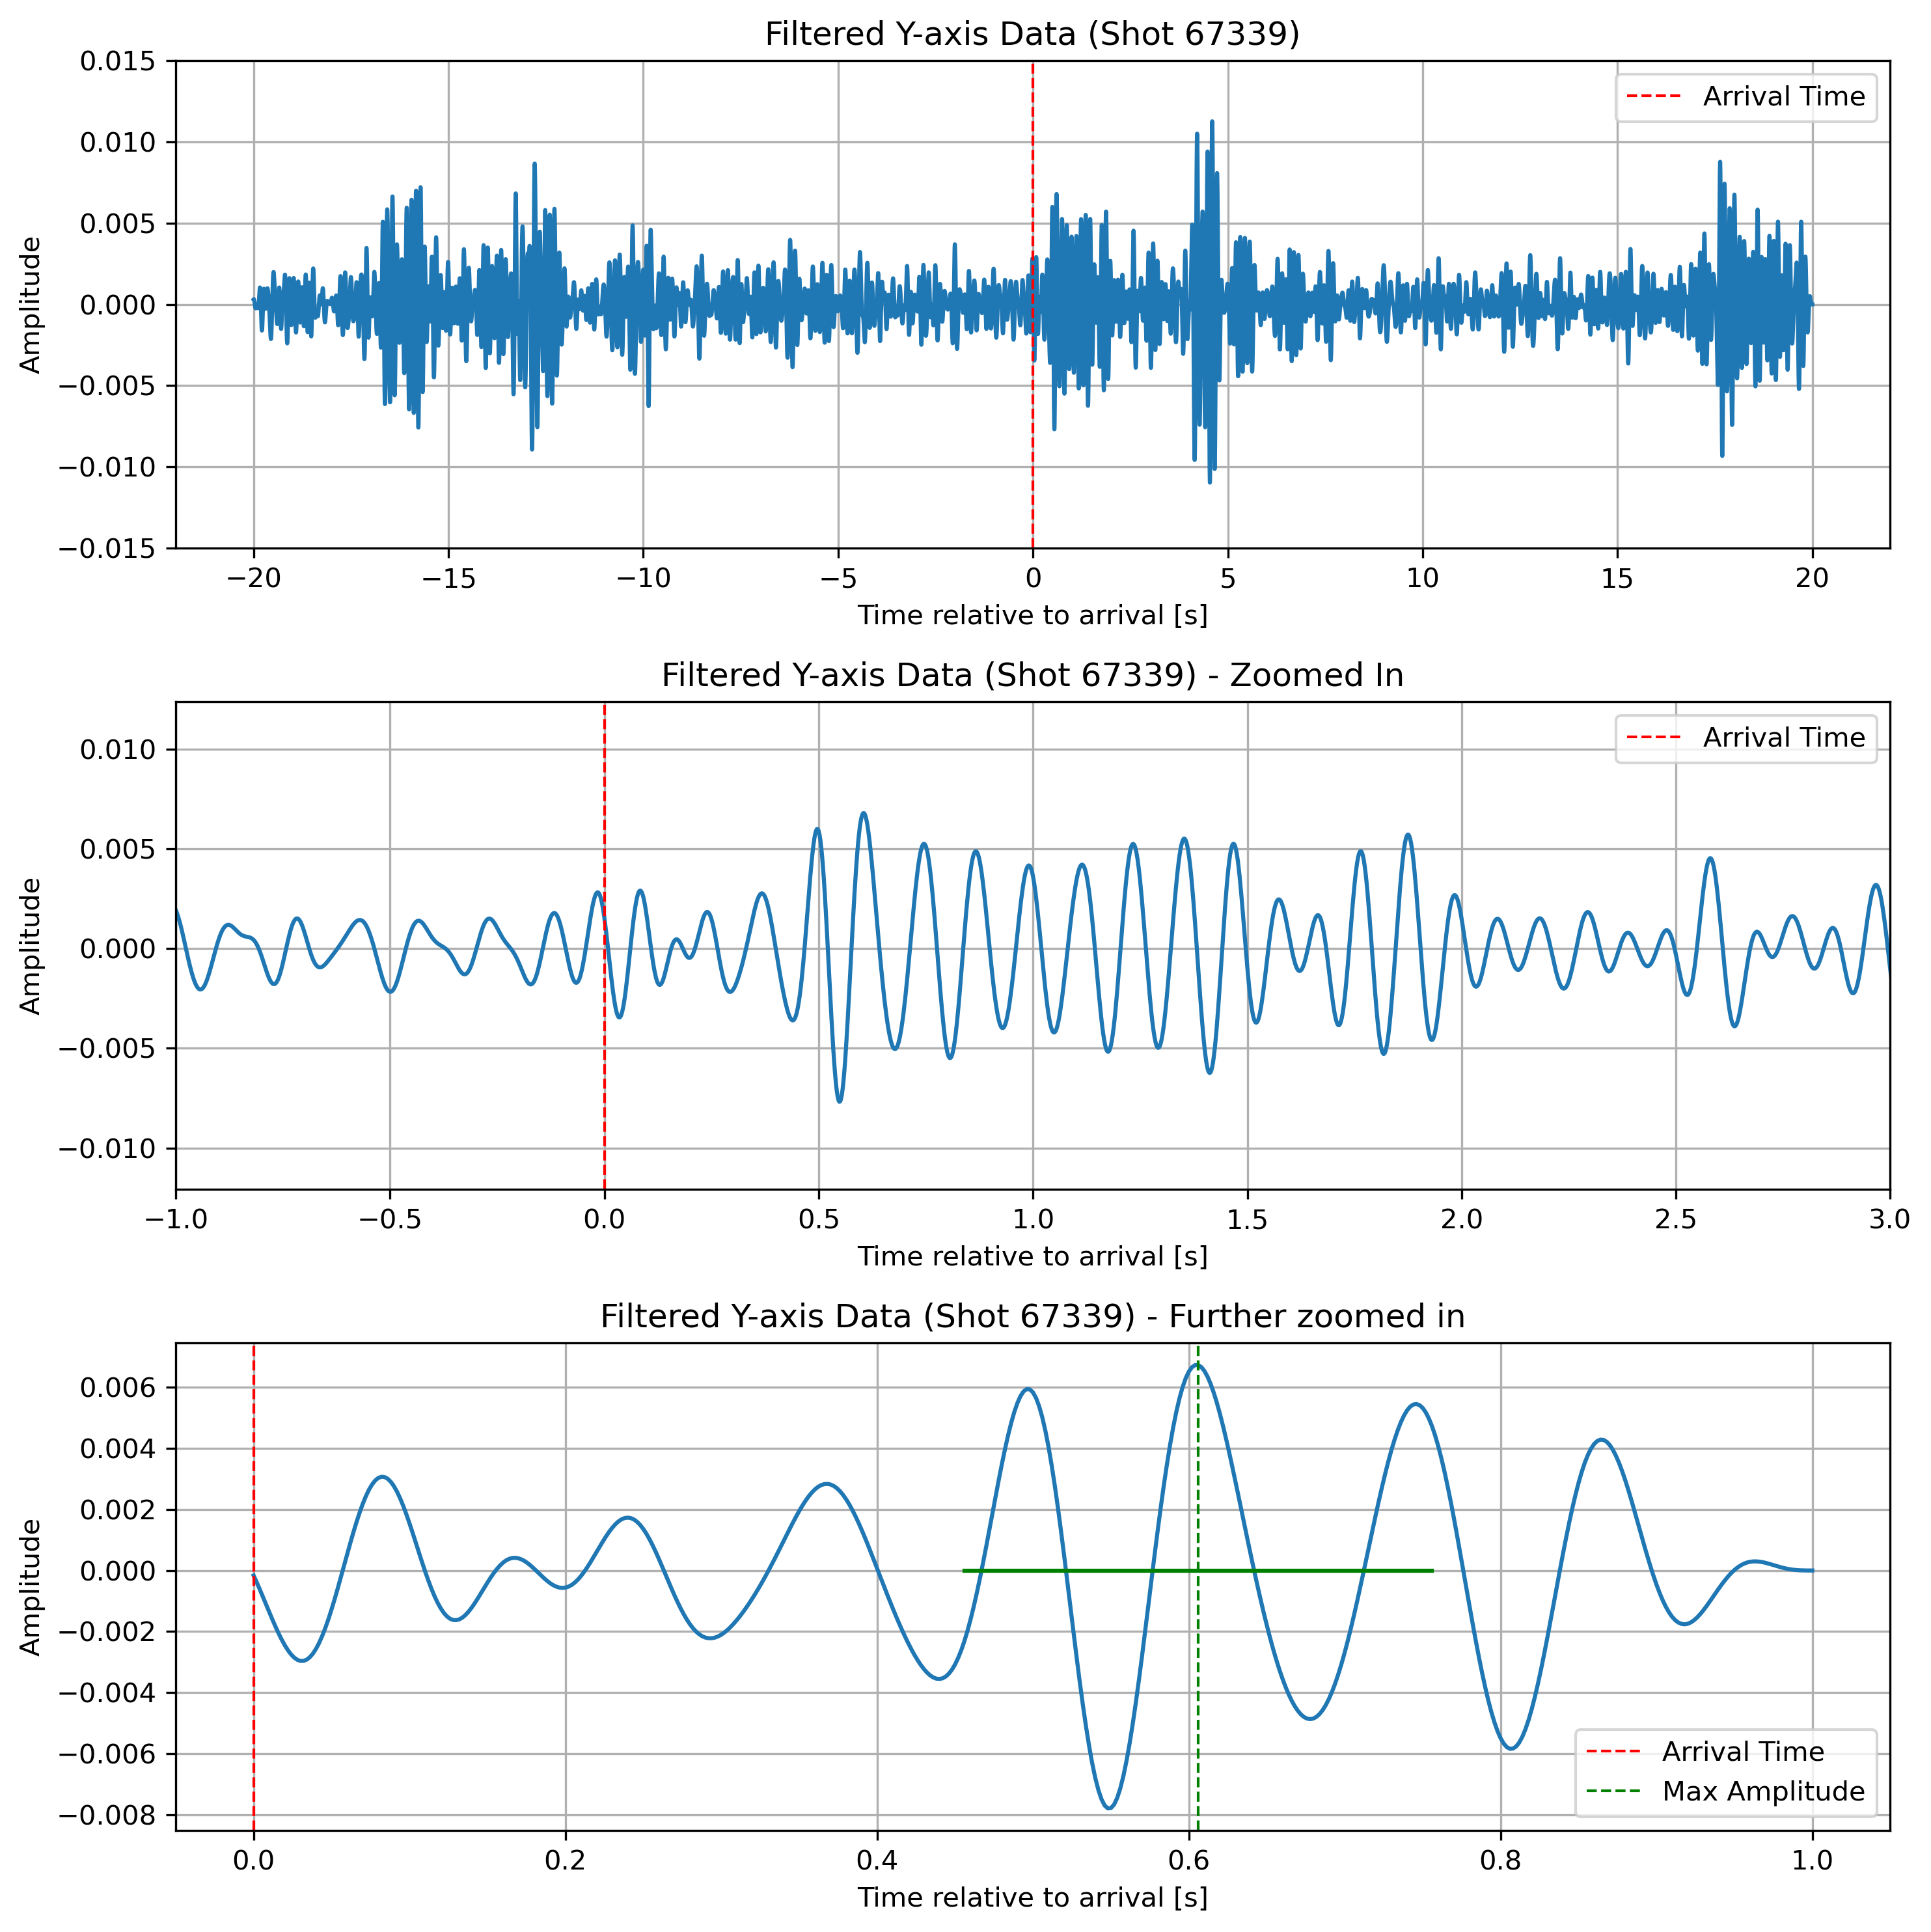 Filtered Y-axis Data (Shot 67339)
0.015
0.010
0.005
0.000
−0.005
−0.010
−0.015
Amplitude
Arrival Time
−20 −15 −10 −5 0 5 10 15 20
Time relative to arrival [s]
Filtered Y-axis Data (Shot 67339) - Zoomed In
0.010
0.005
0.000
−0.005
−0.010
Amplitude
Arrival Time
−1.0 −0.5 0.0 0.5 1.0 1.5 2.0 2.5 3.0
Time relative to arrival [s]
Filtered Y-axis Data (Shot 67339) - Further zoomed in
0.006
0.004
0.002
0.000
−0.002
−0.004
−0.006
−0.008
Amplitude
Arrival Time
Max Amplitude
0.0 0.2 0.4 0.6 0.8 1.0
Time relative to arrival [s]